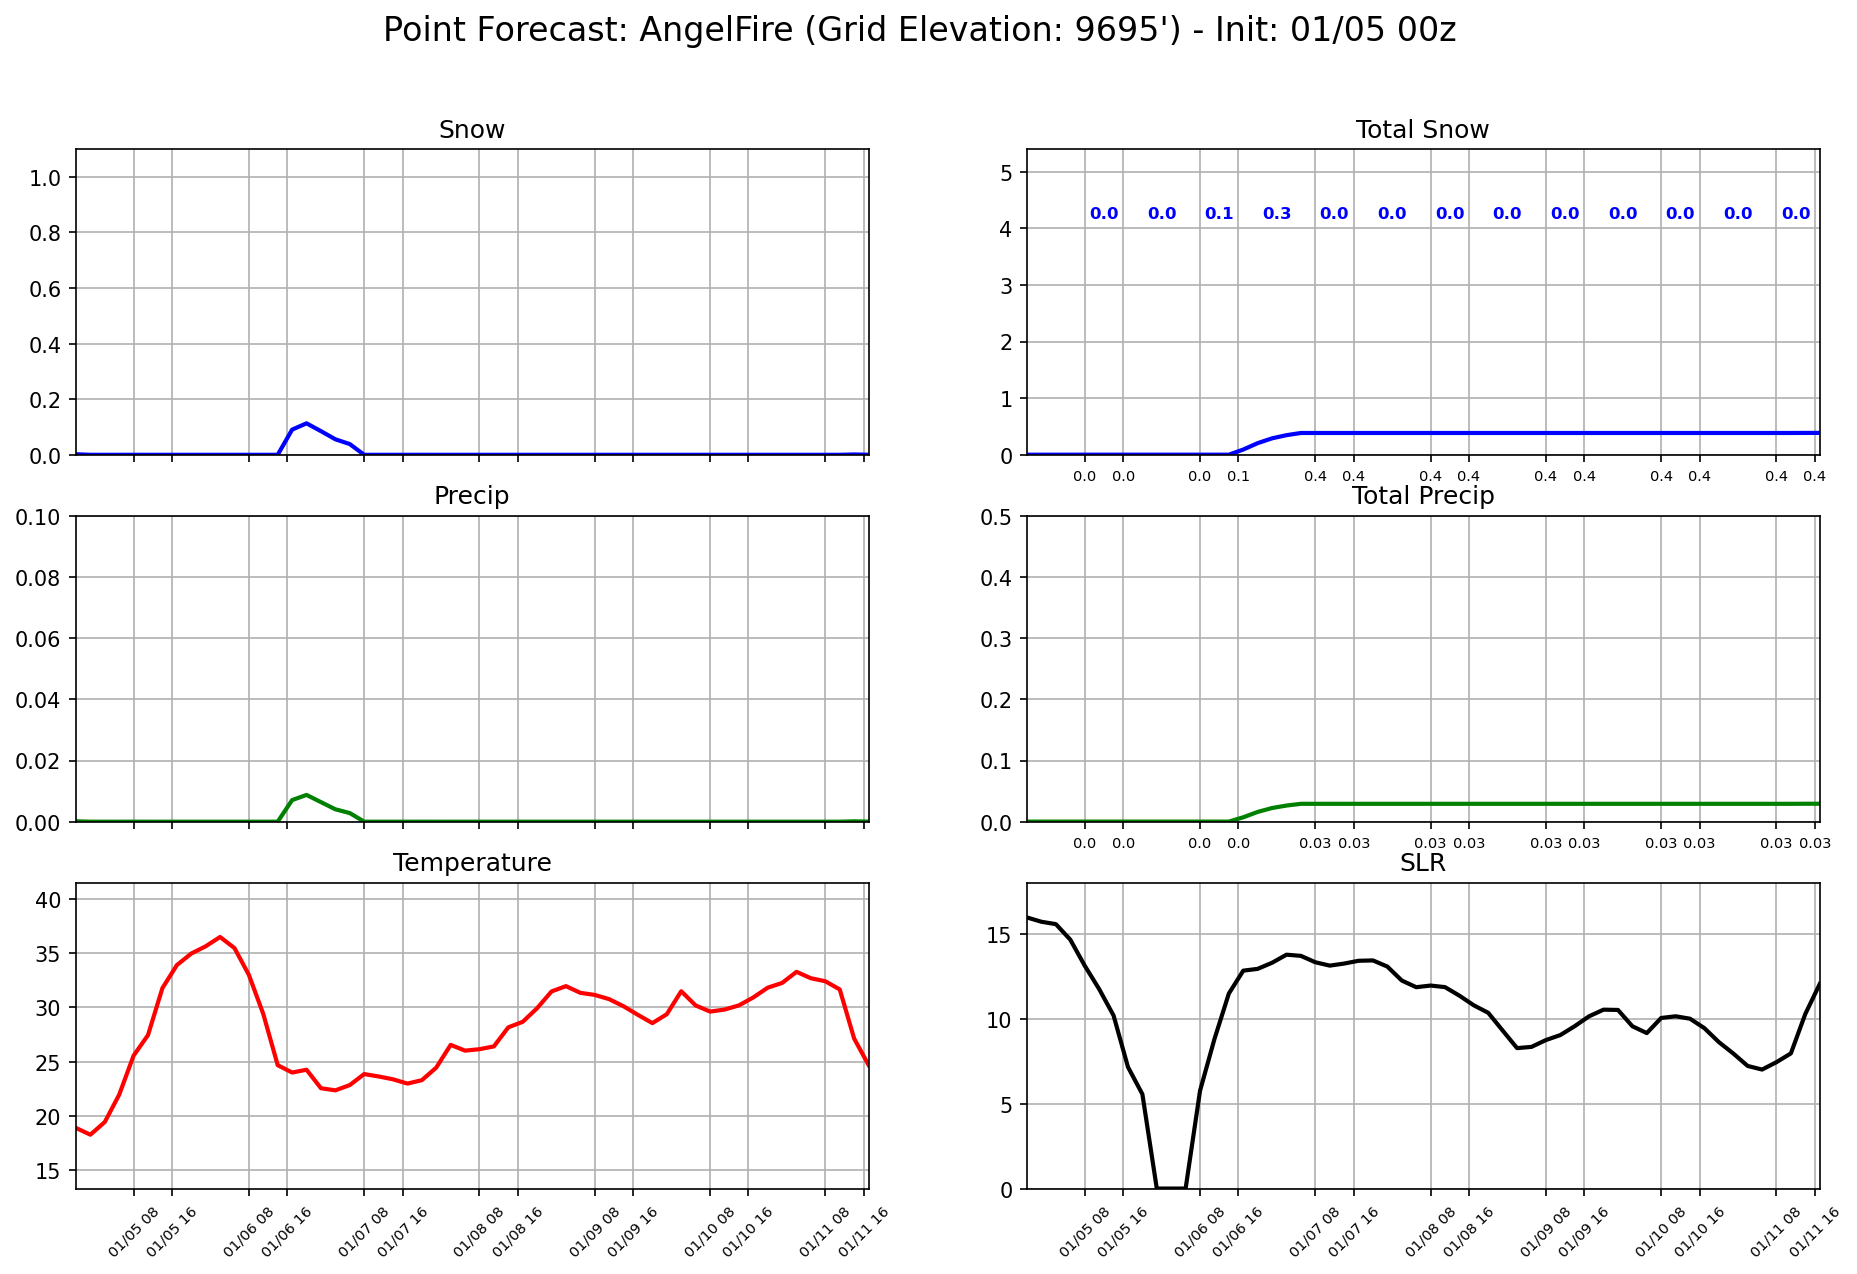 Point Forecast: AngelFire (Grid Elevation: 9695') - Init: 01/05 00z
Snow
1.0
0.8
0.6
0.4
0.2
0.0
Total Snow
5
4
3
2
1
0
0.0 0.0 0.1 0.3 0.0 0.0 0.0 0.0 0.0 0.0 0.0 0.0 0.0
0.0 0.0 0.0 0.1 0.4 0.4 0.4 0.4 0.4 0.4 0.4 0.4 0.4 0.4
Precip
0.10
0.08
0.06
0.04
0.02
0.00
Total Precip
0.5
0.4
0.3
0.2
0.1
0.0
0.0 0.0 0.0 0.0 0.03 0.03 0.03 0.03 0.03 0.03 0.03 0.03 0.03 0.03
Temperature
40
35
30
25
20
15
01/05 08 01/05 16 01/06 08 01/06 16 01/07 08 01/07 16 01/08 08 01/08 16 01/09 08 01/09 16 01/10 08 01/10 16 01/11 08 01/11 16
SLR
15
10
5
0
01/05 08 01/05 16 01/06 08 01/06 16 01/07 08 01/07 16 01/08 08 01/08 16 01/09 08 01/09 16 01/10 08 01/10 16 01/11 08 01/11 16